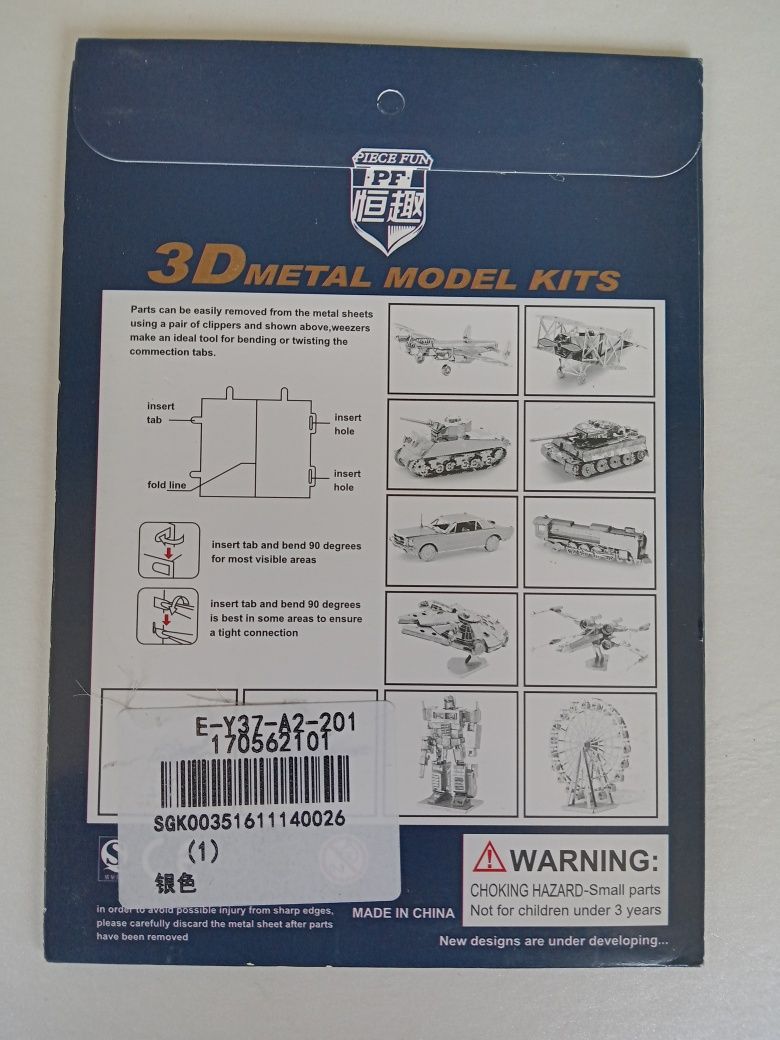 PIECE FUN
PF
恒趣
3D METAL MODEL KITS
Parts can be easily removed from the metal sheets
using a pair of clippers and shown above,weezers
make an ideal tool for bending or twisting the
commection tabs.
insert
tab
insert
hole
fold line
insert
hole
insert tab and bend 90 degrees
for most visible areas
insert tab and bend 90 degrees
is best in some areas to ensure
a tight connection
E-Y37-A2-201
170562101
SGK00351611140026
(1)
银色
in order to avoid possible injury from sharp edges,
please carefully discard the metal sheet after parts
have been removed
MADE IN CHINA
WARNING:
CHOKING HAZARD-Small parts
Not for children under 3 years
New designs are under developing...